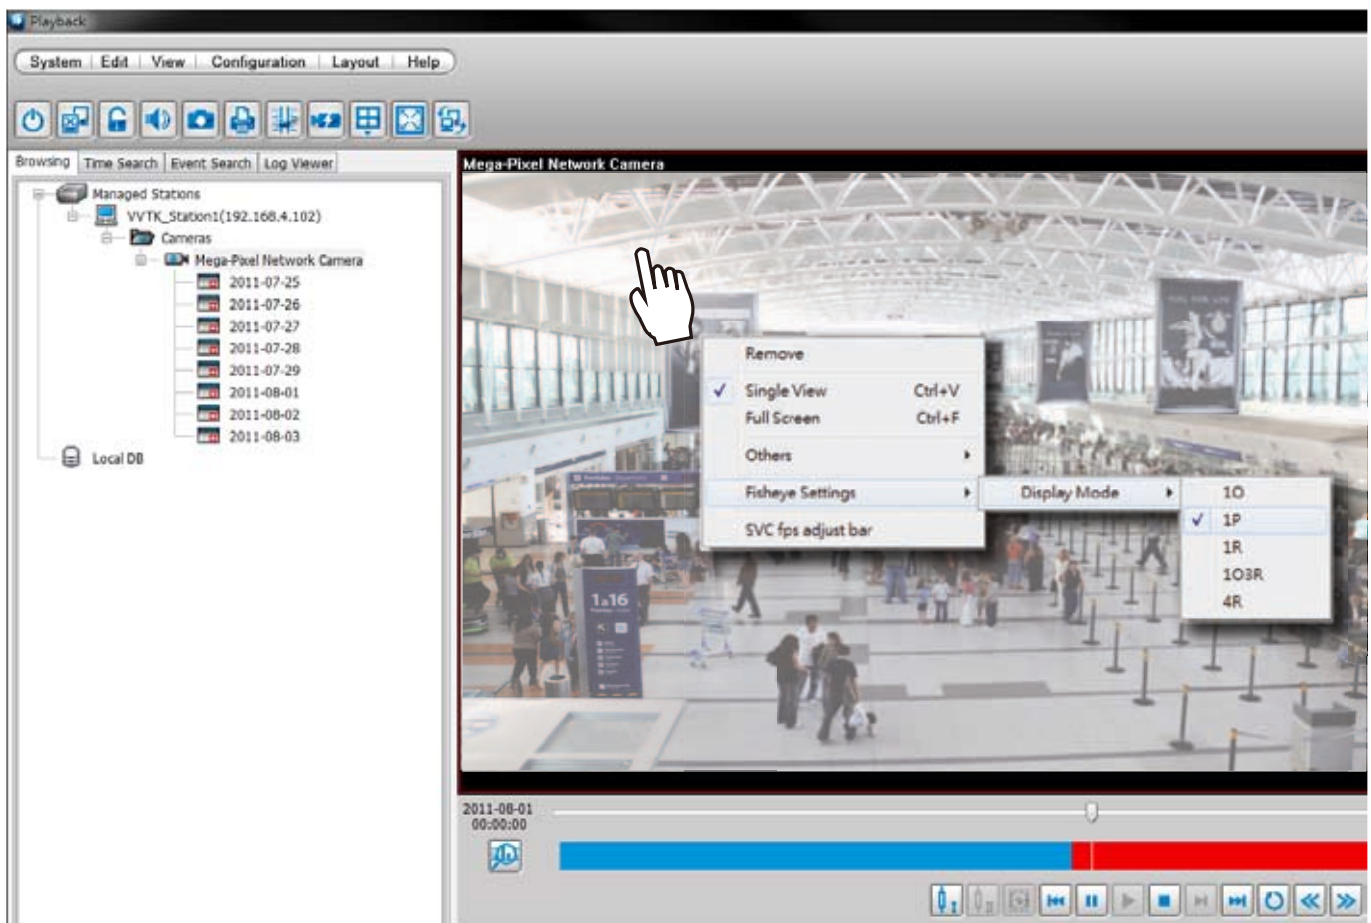 Playback
System Edit View Configuration Layout Help
Browsing Time Search Event Search Log Viewer
Managed Stations
VVTK_Station1(192.168.4.102)
Cameras
Mega-Pixel Network Camera
2011-07-25
2011-07-26
2011-07-27
2011-07-28
2011-07-29
2011-08-01
2011-08-02
2011-08-03
Local DB
Mega-Pixel Network Camera
Remove
Single View Ctrl+V
Full Screen Ctrl+F
Others
Fisheye Settings
SVC fps adjust bar
Display Mode
1O
1P
1R
1O3R
4R
1a16
2011-08-01
00:00:00